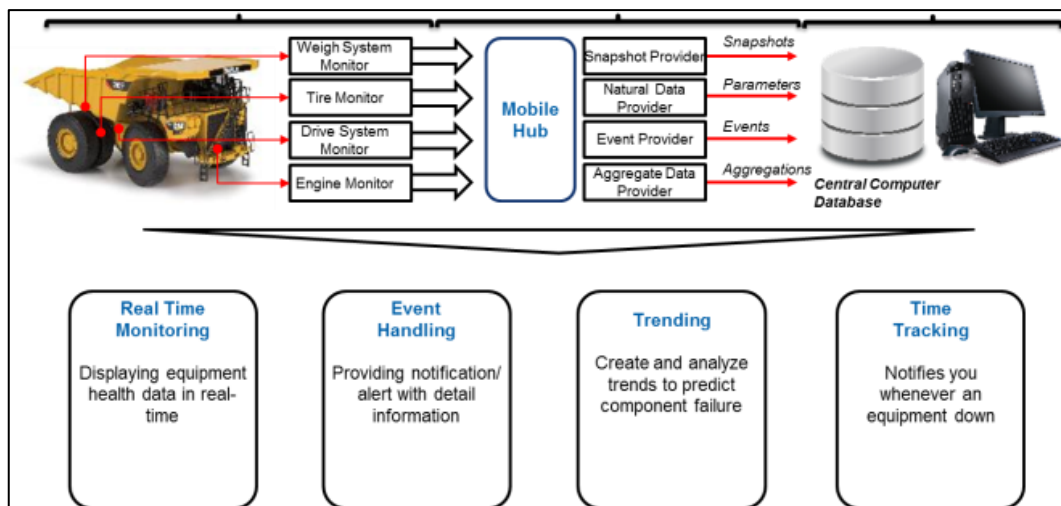 Weigh System
Monitor
Tire Monitor
Drive System
Monitor
Engine Monitor
Mobile
Hub
Snapshot Provider
Natural Data
Provider
Event Provider
Aggregate Data
Provider
Snapshots
Parameters
Events
Aggregations
Central Computer
Database
Real Time
Monitoring
Displaying equipment
health data in real-
time
Event
Handling
Providing notification/
alert with detail
information
Trending
Create and analyze
trends to predict
component failure
Time
Tracking
Notifies you
whenever an
equipment down